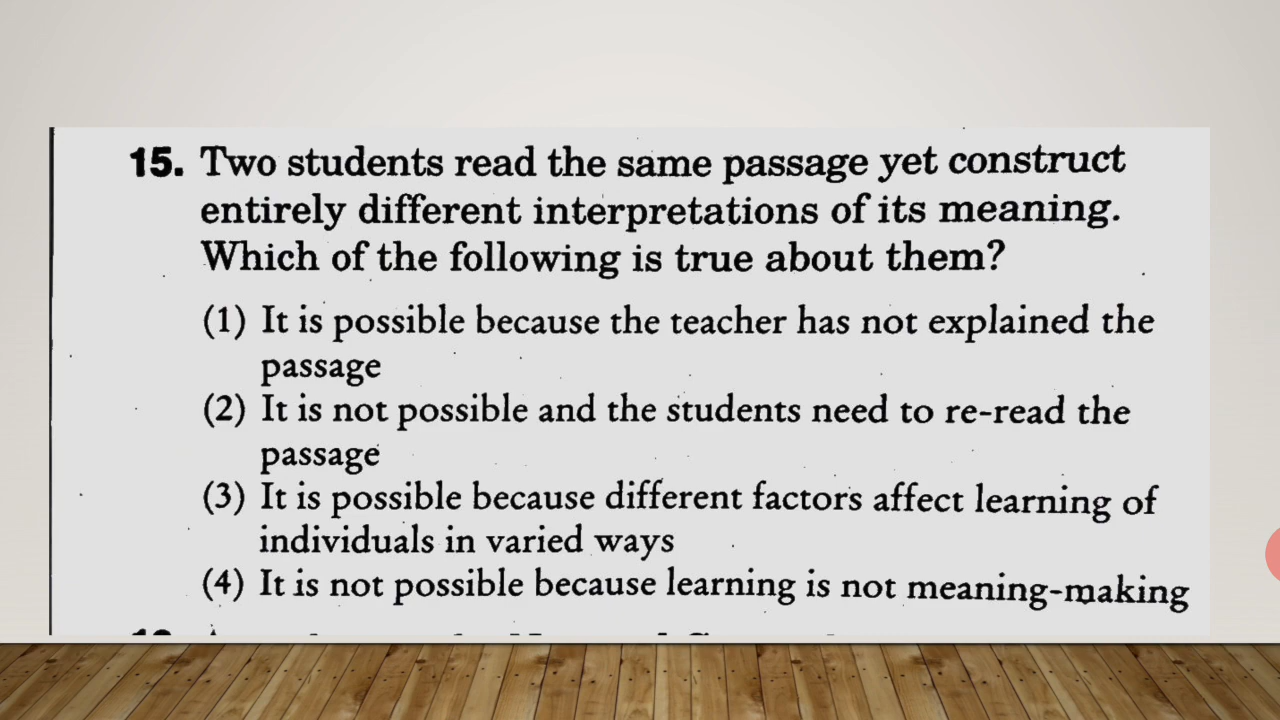 15. Two students read the same passage yet construct
entirely different interpretations of its meaning.
Which of the following is true about them?
(1) It is possible because the teacher has not explained the
passage
(2) It is not possible and the students need to re-read the
passage
(3) It is possible because different factors affect learning of
individuals in varied ways
(4) It is not possible because learning is not meaning-making